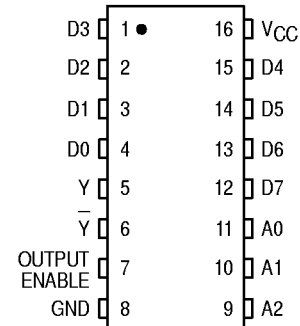 D3 1 16 VCC
D2 2 15 D4
D1 3 14 D5
D0 4 13 D6
Y 5 12 D7
Y̅ 6 11 A0
OUTPUT
ENABLE 7 10 A1
GND 8 9 A2